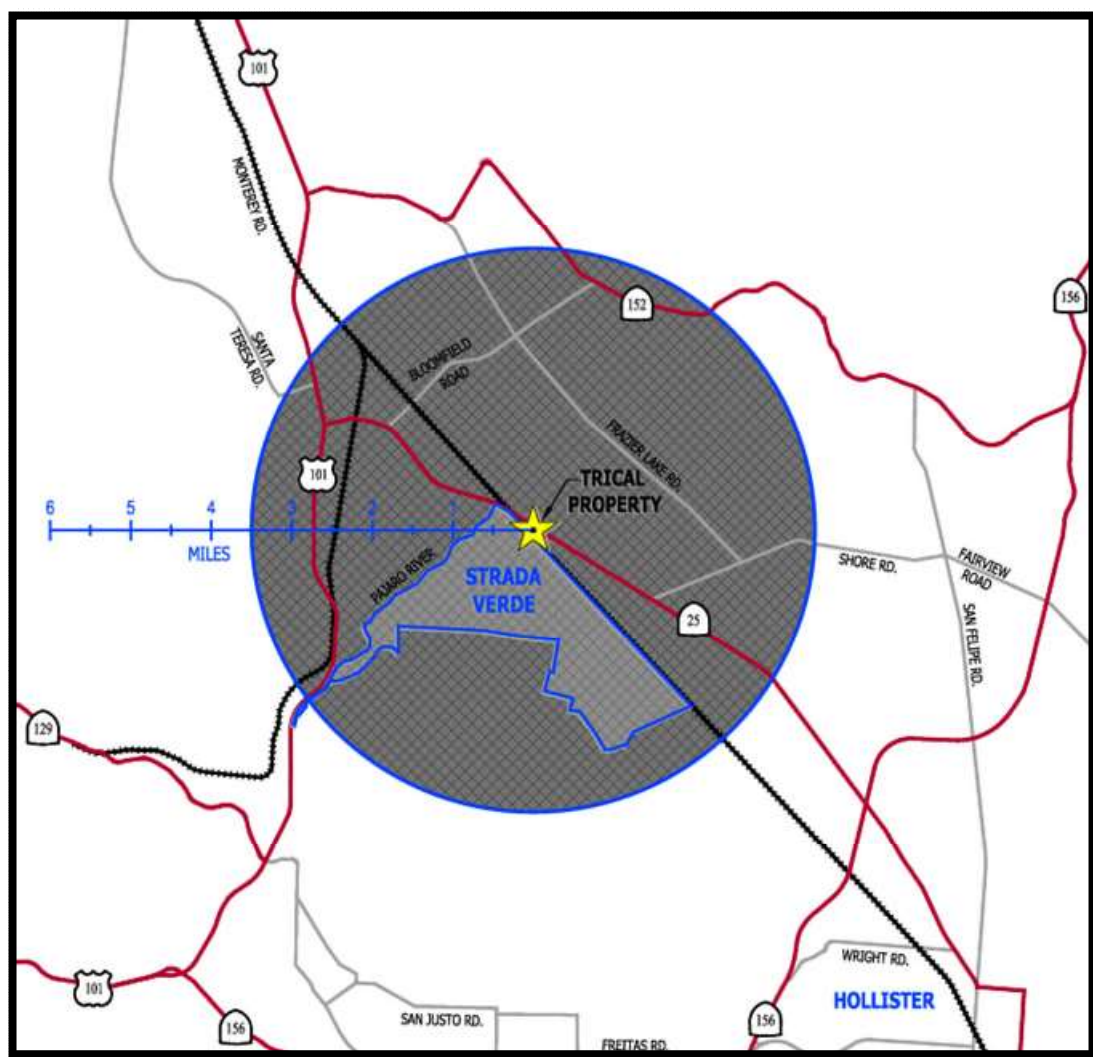 101
MONTEREY RD.
152
156
SANTA
TERESA RD.
BLOOMFIELD
ROAD
FRAZIER LAKE RD.
101
TRICAL
PROPERTY
6 5 4 3 2 1
MILES
PAJARO RIVER
STRADA
VERDE
SHORE RD.
FAIRVIEW
ROAD
25
SAN FELIPE RD.
129
WRIGHT RD.
HOLLISTER
101
156
SAN JUSTO RD.
156
FREITAS RD.